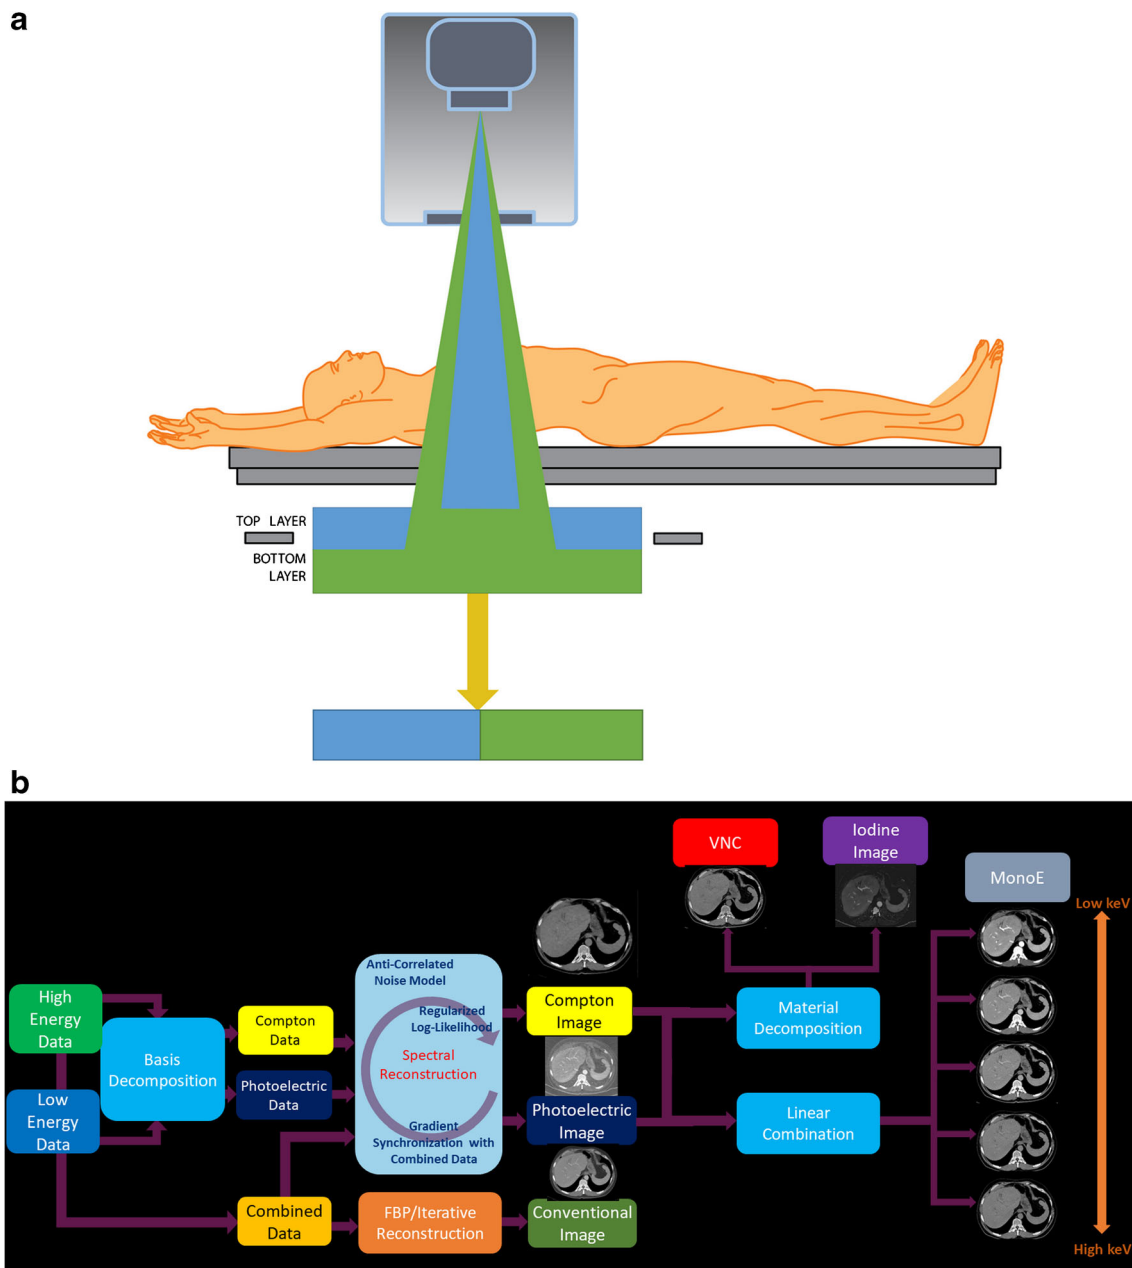 a
TOP LAYER
BOTTOM
LAYER
b
VNC
Iodine
Image
MonoE
Low keV
High
Energy
Data
Low
Energy
Data
Basis
Decomposition
Compton
Data
Photoelectric
Data
Combined
Data
Anti-Correlated
Noise Model
Regularized
Log-Likelihood
Spectral
Reconstruction
Gradient
Synchronization with
Combined Data
FBP/Iterative
Reconstruction
Compton
Image
Photoelectric
Image
Conventional
Image
Material
Decomposition
Linear
Combination
High keV